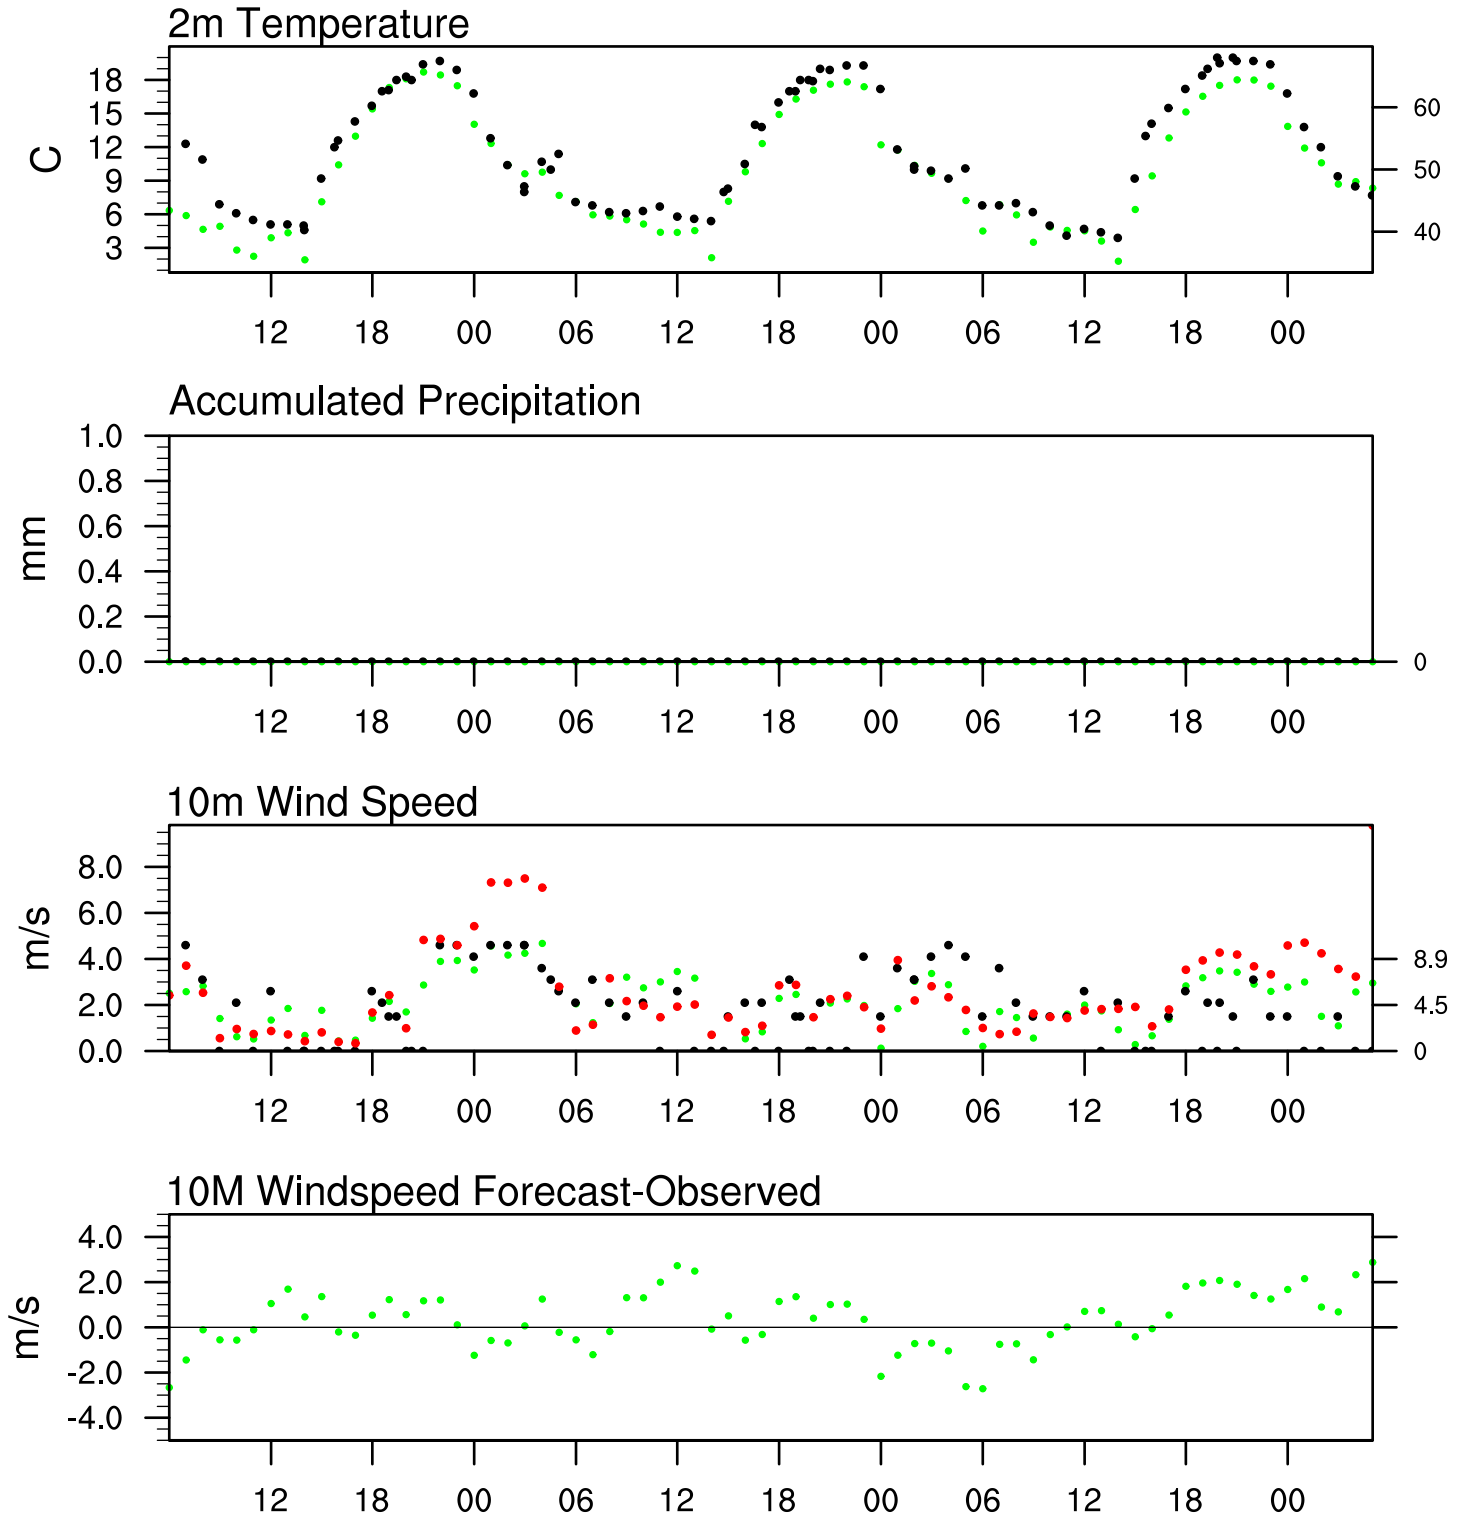 2m Temperature
18
15
12
9
6
3
C
60
50
40
12 18 00 06 12 18 00 06 12 18 00
Accumulated Precipitation
1.0
0.8
0.6
0.4
0.2
0.0
mm
0
12 18 00 06 12 18 00 06 12 18 00
10m Wind Speed
8.0
6.0
4.0
2.0
0.0
m/s
8.9
4.5
0
12 18 00 06 12 18 00 06 12 18 00
10M Windspeed Forecast-Observed
4.0
2.0
0.0
-2.0
-4.0
m/s
12 18 00 06 12 18 00 06 12 18 00